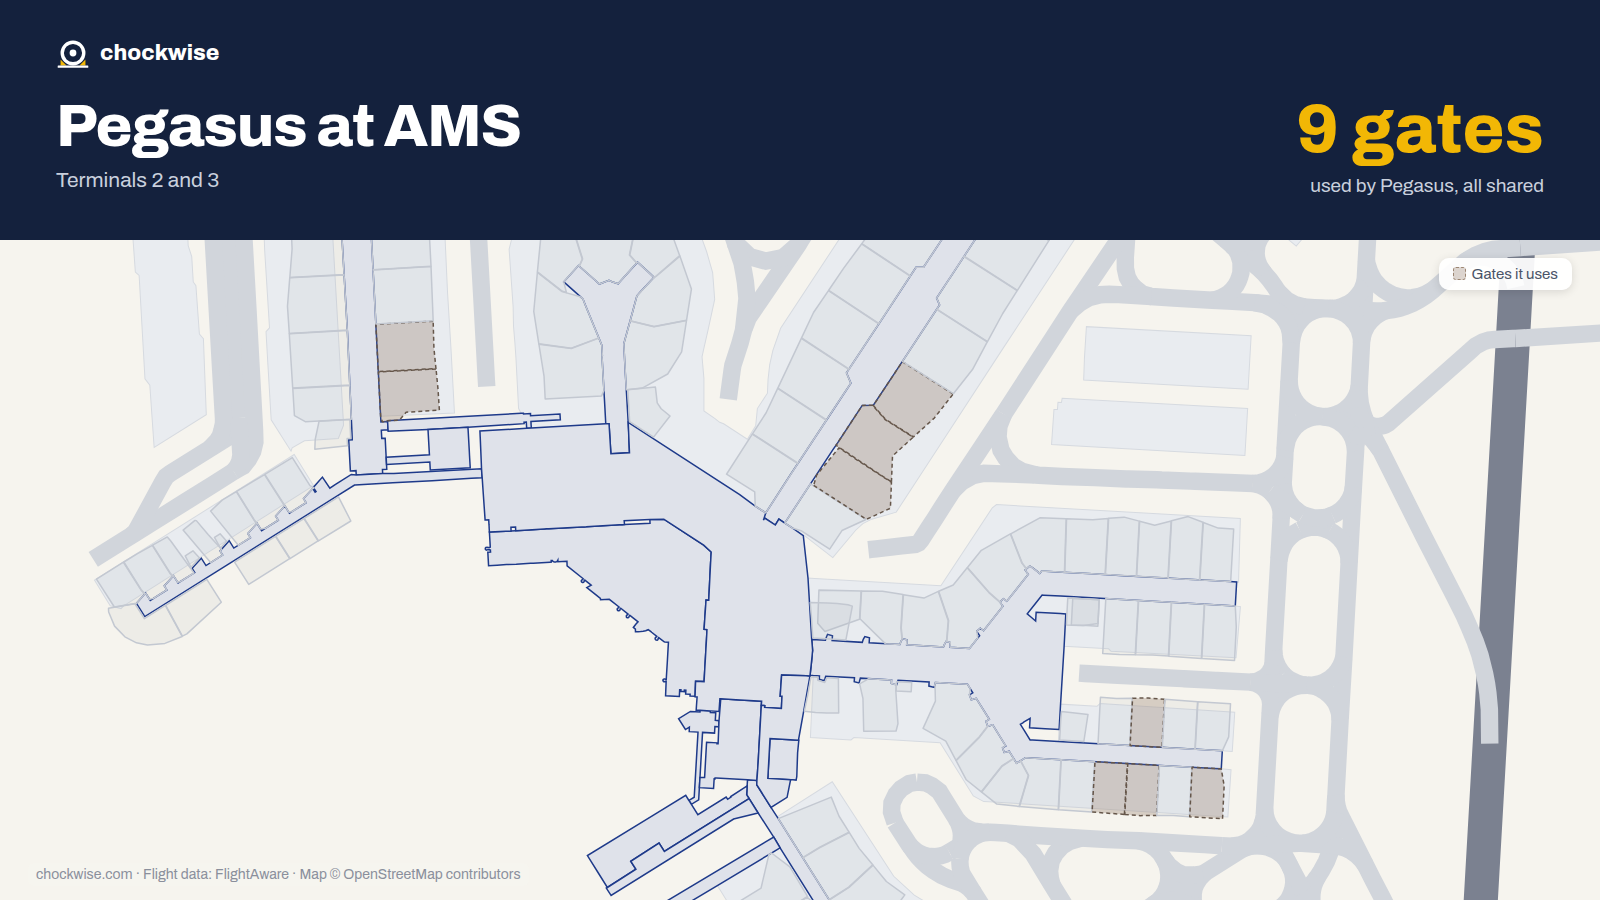 chockwise
Pegasus at AMS
Terminals 2 and 3
9 gates
used by Pegasus, all shared
Gates it uses
chockwise.com · Flight data: FlightAware · Map © OpenStreetMap contributors